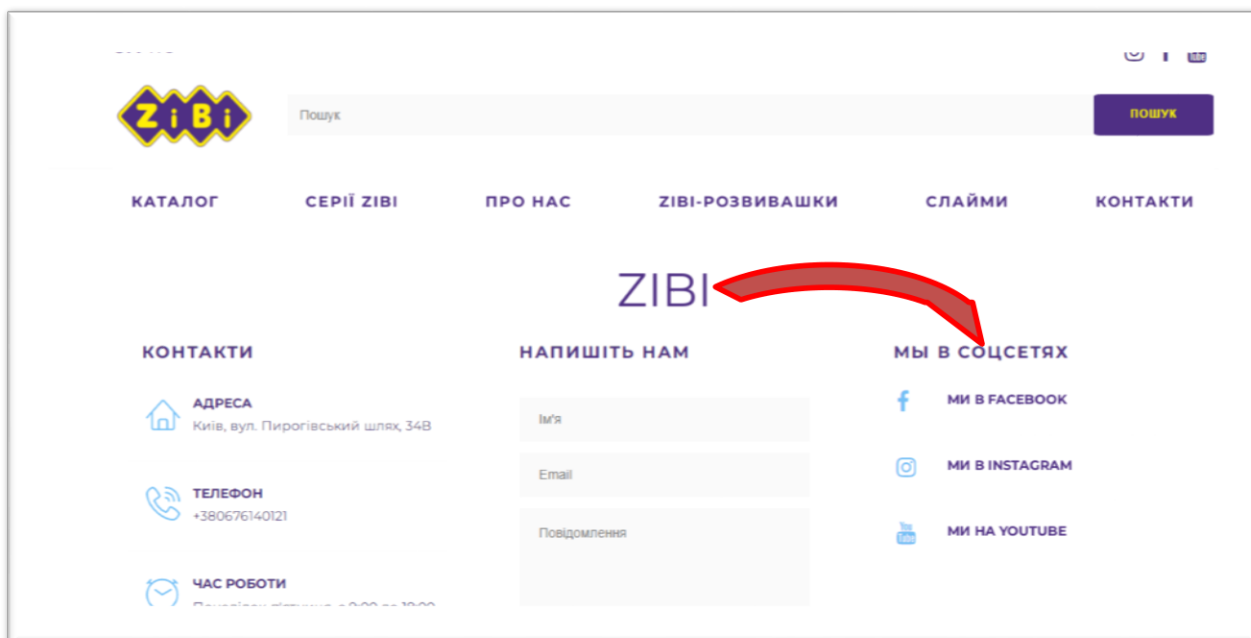 ZiBi
Пошук
ПОШУК
КАТАЛОГ СЕРІЇ ZIBI ПРО НАС ZIBI-РОЗВИВАШКИ СЛАЙМИ КОНТАКТИ
ZIBI
КОНТАКТИ
АДРЕСА
Київ, вул. Пирогівський шлях, 34В
ТЕЛЕФОН
+380676140121
ЧАС РОБОТИ
НАПИШІТЬ НАМ
Ім'я
Email
Повідомлення
МЫ В СОЦСЕТЯХ
МИ В FACEBOOK
МИ В INSTAGRAM
You Tube
МИ НА YOUTUBE